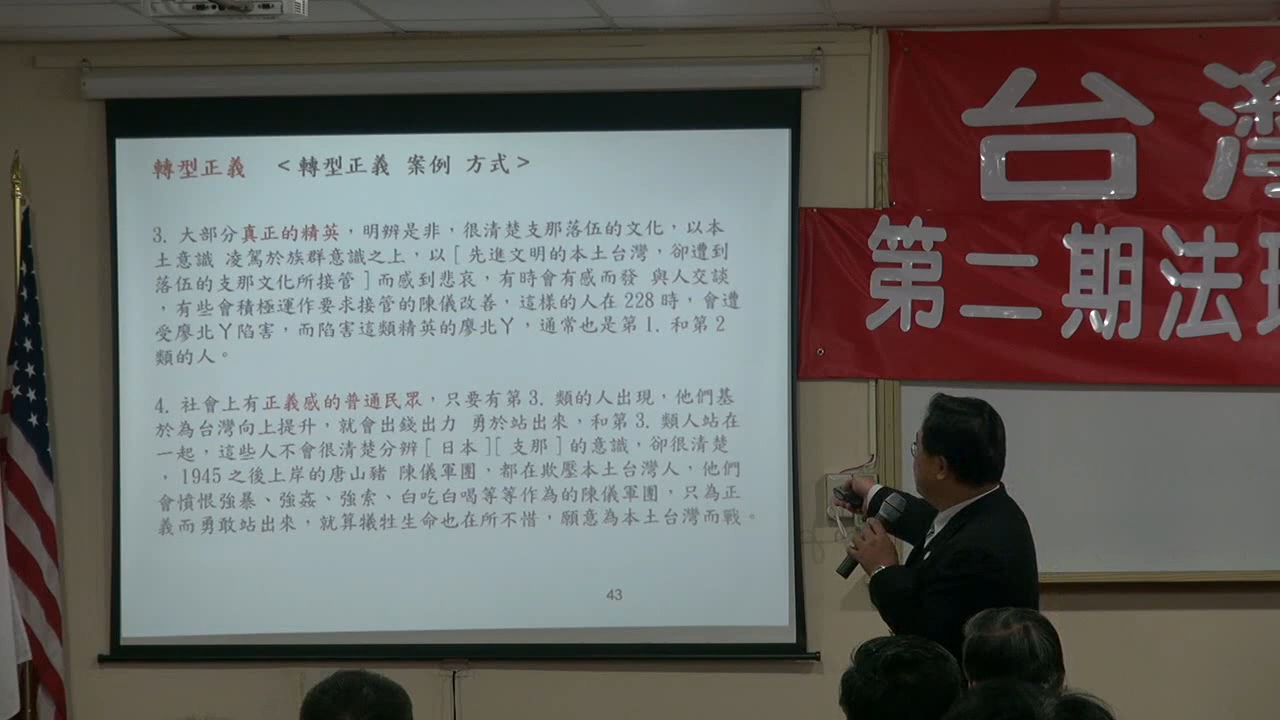 轉型正義 <轉型正義 案例 方式>
3. 大部分真正的精英，明辨是非，很清楚支那落伍的文化，以本
土意識 凌駕於族群意識之上，以[先進文明的本土台灣，卻遭到
落伍的支那文化所接管]而感到悲哀，有時會有感而發 與人交談
，有些會積極運作要求接管的陳儀改善，這樣的人在228時，會遭
受廖北丫陷害，而陷害這類精英的廖北丫，通常也是第1. 和第2
類的人。
4. 社會上有正義感的普通民眾，只要有第3. 類的人出現，他們基
於為台灣向上提升，就會出錢出力 勇於站出來，和第3. 類人站在
一起，這些人不會很清楚分辨[日本][支那]的意識，卻很清楚
，1945之後上岸的唐山豬 陳儀軍團，都在欺壓本土台灣人，他們
會憤恨強暴、強姦、強索、白吃白喝等等作為的陳儀軍團，只為正
義而勇敢站出來，就算犧牲生命也在所不惜，願意為本土台灣而戰。
43
台灣
第二期法理